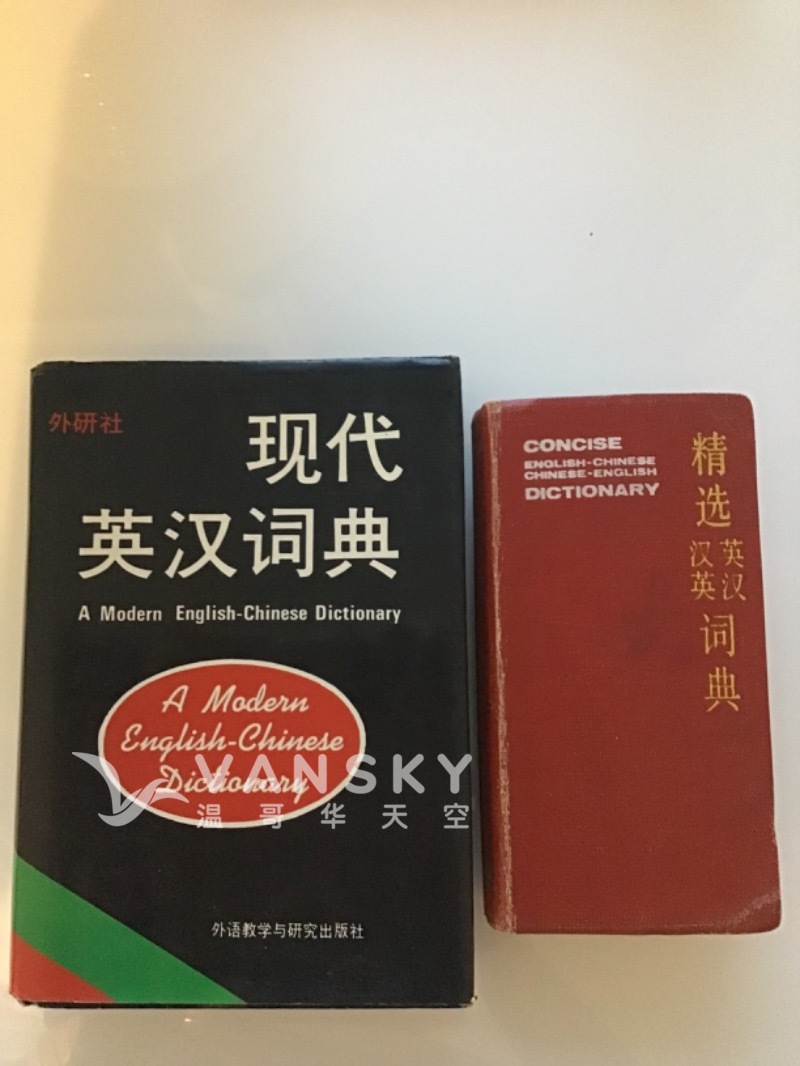 外研社
现代
英汉词典
A Modern English-Chinese Dictionary
A Modern
English-Chinese
Dictionary
外语教学与研究出版社
CONCISE
ENGLISH-CHINESE
CHINESE-ENGLISH
DICTIONARY
精选
英汉
汉英
词典
VANSKY
温哥华天空